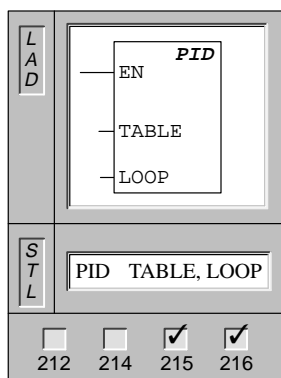 L
A
D
PID
EN
TABLE
LOOP
S
T
L
PID TABLE, LOOP
212 214 215 216